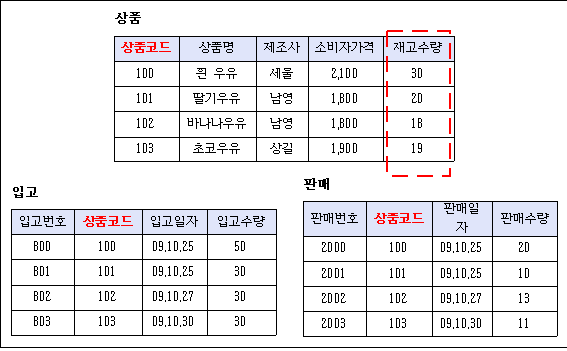 상품
상품코드 상품명 제조사 소비자가격 재고수량
100 흰 우유 세울 2,100 30
101 딸기우유 남영 1,800 20
102 바나나우유 남영 1,800 18
103 초코우유 상길 1,900 19
입고
입고번호 상품코드 입고일자 입고수량
B00 100 09.10.25 50
B01 101 09.10.25 30
B02 102 09.10.27 30
B03 103 09.10.30 30
판매
판매번호 상품코드 판매일
자 판매수량
2000 100 09.10.25 20
2001 101 09.10.25 10
2002 102 09.10.27 13
2003 103 09.10.30 11